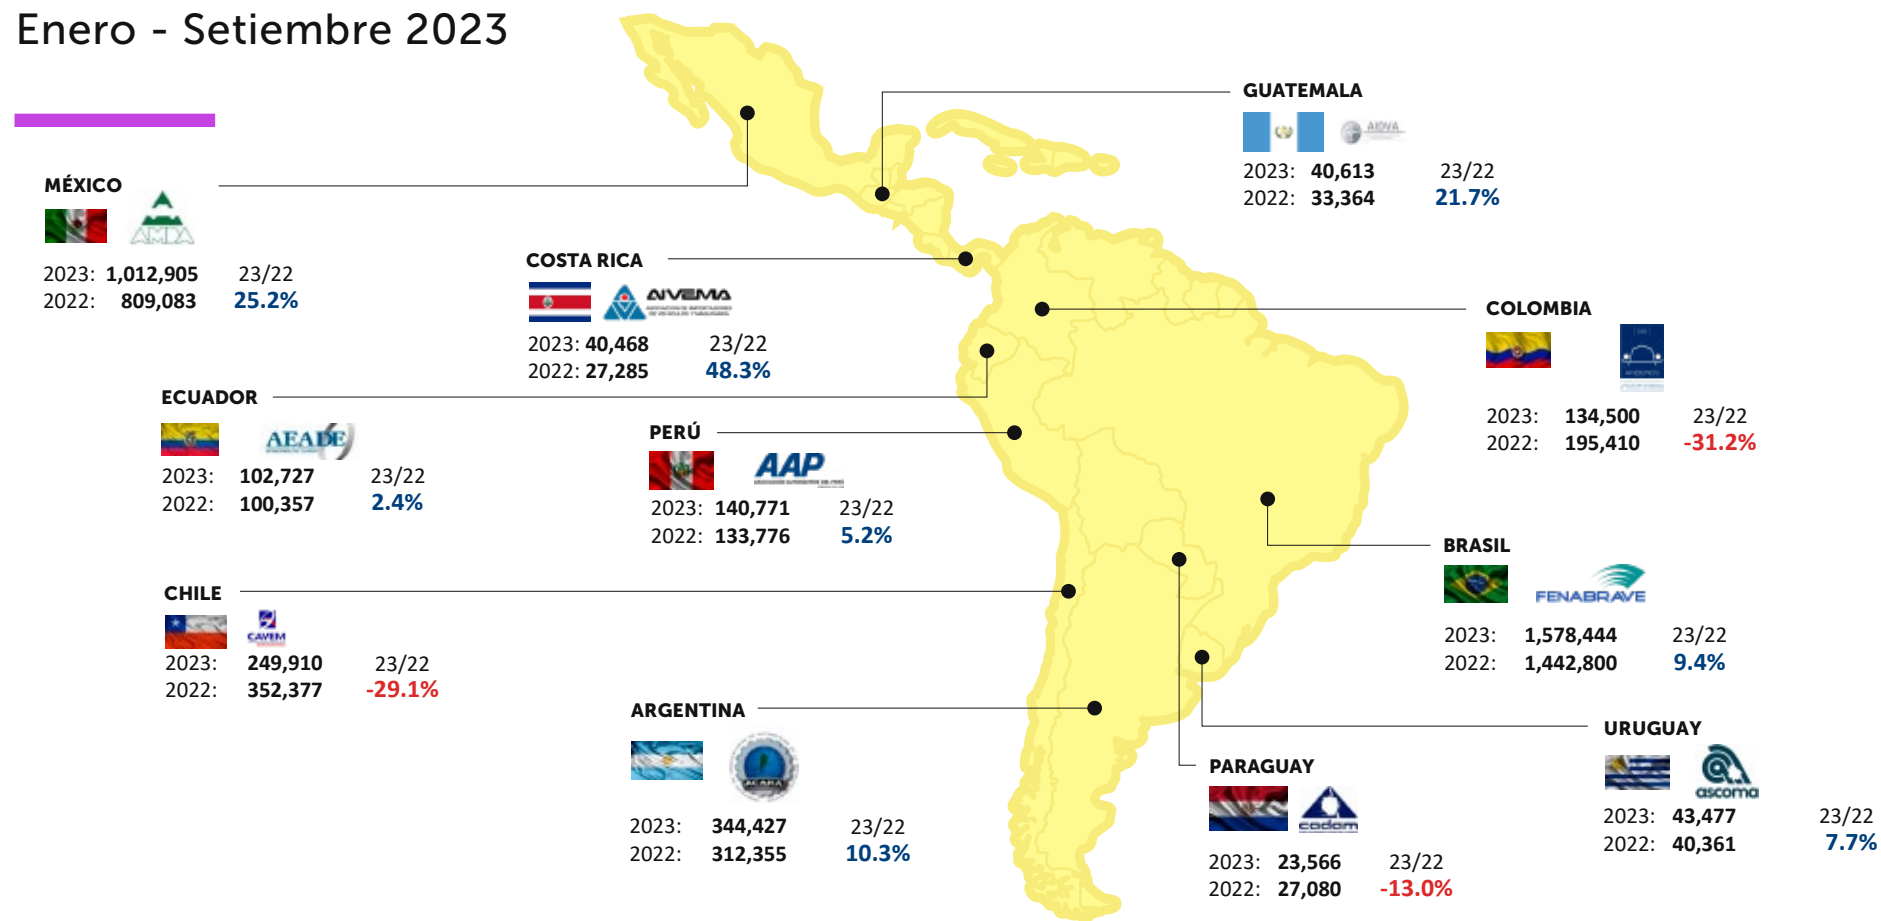 Enero - Setiembre 2023
GUATEMALA
AIDVA
2023: 40,613 23/22
2022: 33,364 21.7%
MÉXICO
AMDA
2023: 1,012,905 23/22
2022: 809,083 25.2%
COSTA RICA
AIVEMA
2023: 40,468 23/22
2022: 27,285 48.3%
COLOMBIA
2023: 134,500 23/22
2022: 195,410 -31.2%
ECUADOR
AEADE
2023: 102,727 23/22
2022: 100,357 2.4%
PERÚ
AAP
2023: 140,771 23/22
2022: 133,776 5.2%
BRASIL
FENABRAVE
2023: 1,578,444 23/22
2022: 1,442,800 9.4%
CHILE
CAVEM
2023: 249,910 23/22
2022: 352,377 -29.1%
ARGENTINA
ACARA
2023: 344,427 23/22
2022: 312,355 10.3%
PARAGUAY
cadam
2023: 23,566 23/22
2022: 27,080 -13.0%
URUGUAY
ascoma
2023: 43,477 23/22
2022: 40,361 7.7%